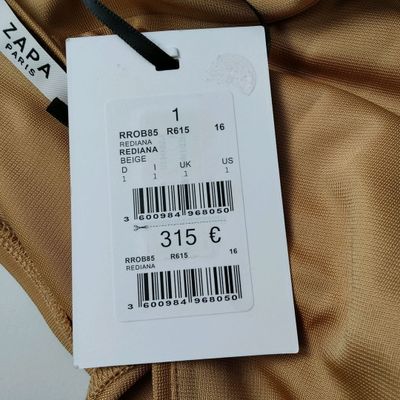 ZAPA
PARIS
1
RROB85 R615 16
REDIANA
REDIANA
BEIGE
D I UK US
1 1 1 1
3 600984 968050
315 €
RROB85 R615 16
REDIANA
3 600984 968050